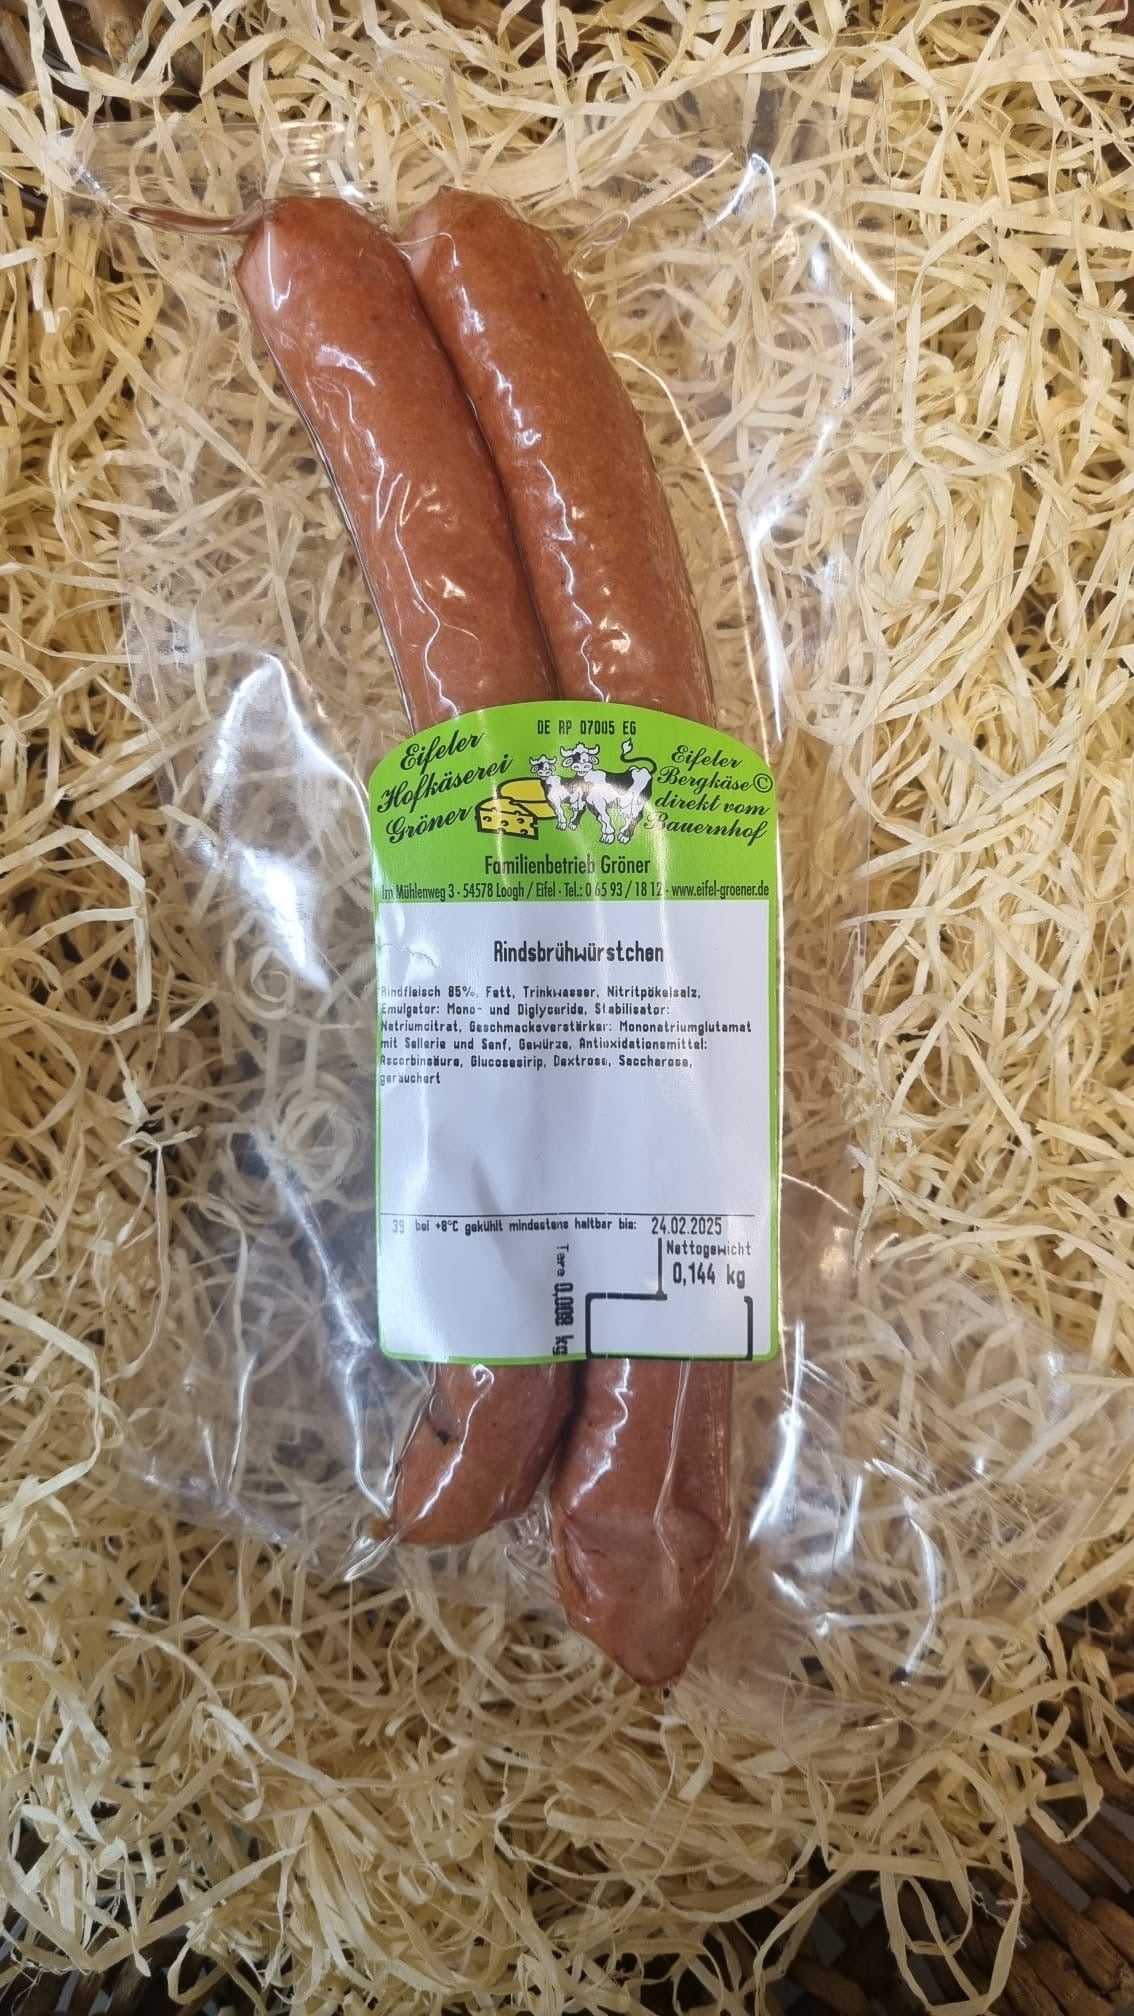 DE RP 07005 EG
Eifeler
Hofkäserei
Gröner
Eifeler
Bergkäse©
direkt vom
Bauernhof
Familienbetrieb Gröner
Im Mühlenweg 3 - 54578 Loogh / Eifel - Tel.: 0 65 93 / 18 12 - www.eifel-groener.de
Rindsbrühwürstchen
Rindfleisch 85%, Fett, Trinkwasser, Nitritpökelsalz,
Emulgator: Mono- und Diglyceride, Stabilisator:
Natriumcitrat, Geschmacksverstärker: Mononatriumglutamat
mit Sellerie und Senf, Gewürze, Antioxidationsmittel:
Ascorbinsäure, Glucosesirip, Dextrose, Saccharose,
geräuchert
39 bei +8°C gekühlt mindestens haltbar bis: 24.02.2025
Nettogewicht
0,144 kg
Tara 0,008 kg